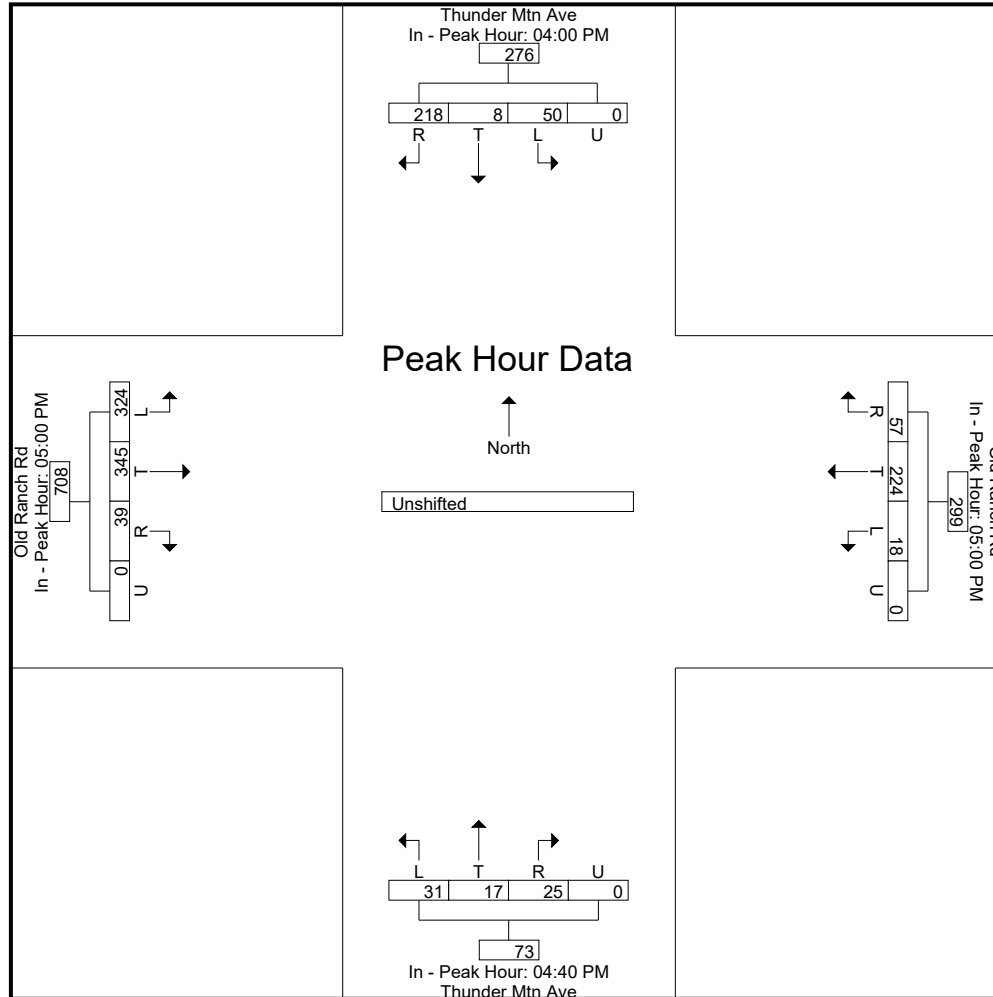 Thunder Mtn Ave
In - Peak Hour: 04:00 PM
276
218 8 50 0
R T L U
Peak Hour Data
North
Unshifted
Old Ranch Rd
In - Peak Hour: 05:00 PM
708
324 345 39 0
L T R U
In - Peak Hour: 05:00 PM
299
57 224 18 0
R T L U
L T R U
31 17 25 0
73
In - Peak Hour: 04:40 PM
Thunder Mtn Ave